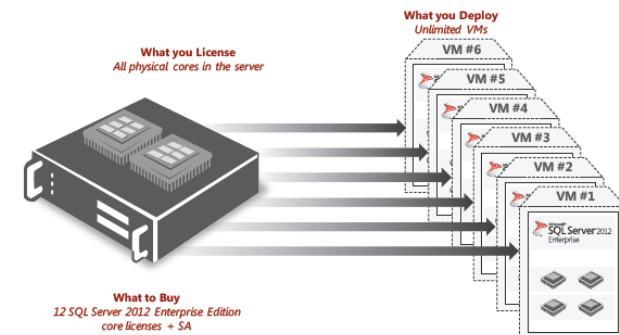 What you Deploy
Unlimited VMs
What you License
All physical cores in the server
VM #6
VM #5
VM #4
VM #3
VM #2
VM #1
Microsoft
SQL Server 2012
Enterprise
What to Buy
12 SQL Server 2012 Enterprise Edition
core licenses + SA